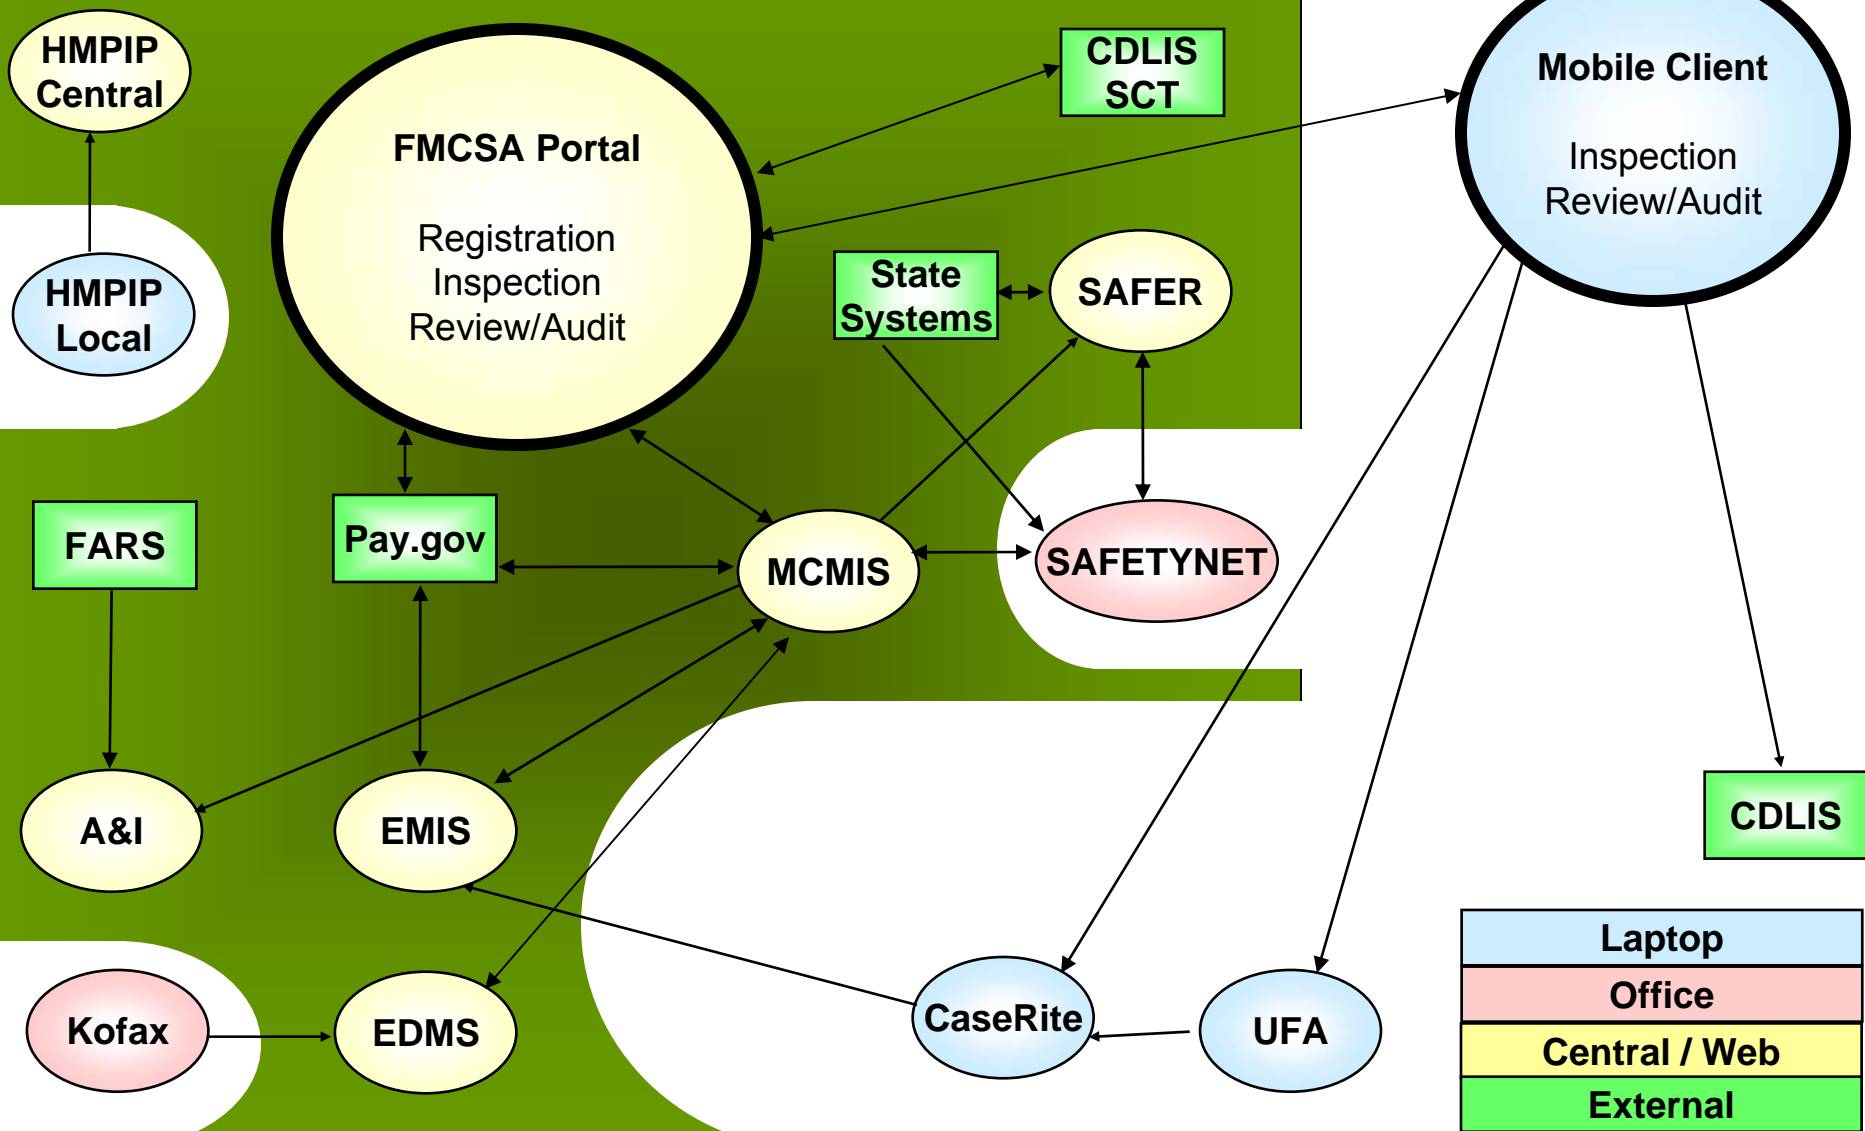 HMPIP
Central
CDLIS
SCT
Mobile Client
Inspection
Review/Audit
FMCSA Portal
Registration
Inspection
Review/Audit
HMPIP
Local
State
Systems
SAFER
FARS
Pay.gov
MCMIS
SAFETYNET
A&I
EMIS
CDLIS
Kofax
EDMS
CaseRite
UFA
Laptop
Office
Central / Web
External